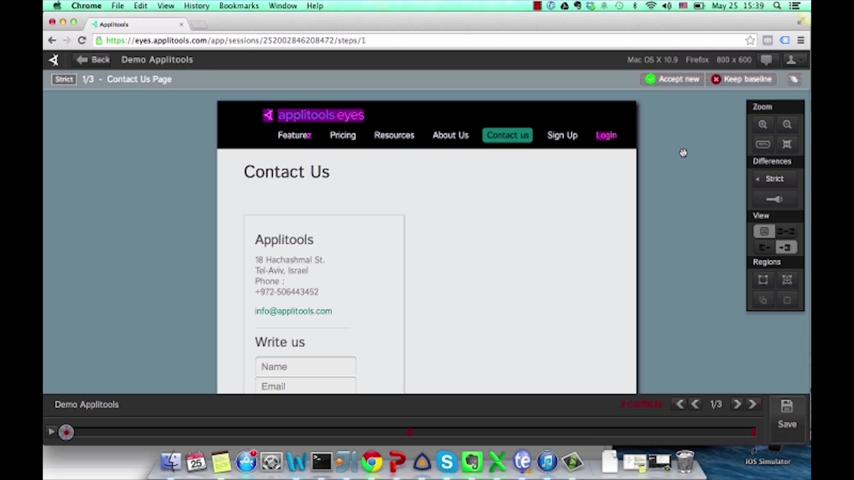 Chrome File Edit View History Bookmarks Window Help May 25 15:39
Applitools
https://eyes.applitools.com/app/sessions/252002846208472/steps/1
Back Demo Applitools Mac OS X 10.9 Firefox 800 x 600
Strict 1/3 - Contact Us Page Accept new Keep baseline
applitools eyes
Features Pricing Resources About Us Contact us Sign Up Login
Contact Us
Applitools
18 Hachashmal St.
Tel-Aviv, Israel
Phone :
+972-506443452
info@applitools.com
Write us
Name
Email
Zoom
Differences
Strict
View
Regions
Demo Applitools 1/3
Save
25
iOS Simulator